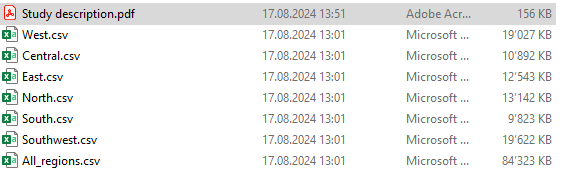 Study description.pdf 17.08.2024 13:51 Adobe Acr... 156 KB
West.csv 17.08.2024 13:01 Microsoft ... 19'027 KB
Central.csv 17.08.2024 13:01 Microsoft ... 10'892 KB
East.csv 17.08.2024 13:01 Microsoft ... 12'543 KB
North.csv 17.08.2024 13:01 Microsoft ... 13'142 KB
South.csv 17.08.2024 13:01 Microsoft ... 9'823 KB
Southwest.csv 17.08.2024 13:01 Microsoft ... 19'622 KB
All_regions.csv 17.08.2024 13:01 Microsoft ... 84'323 KB